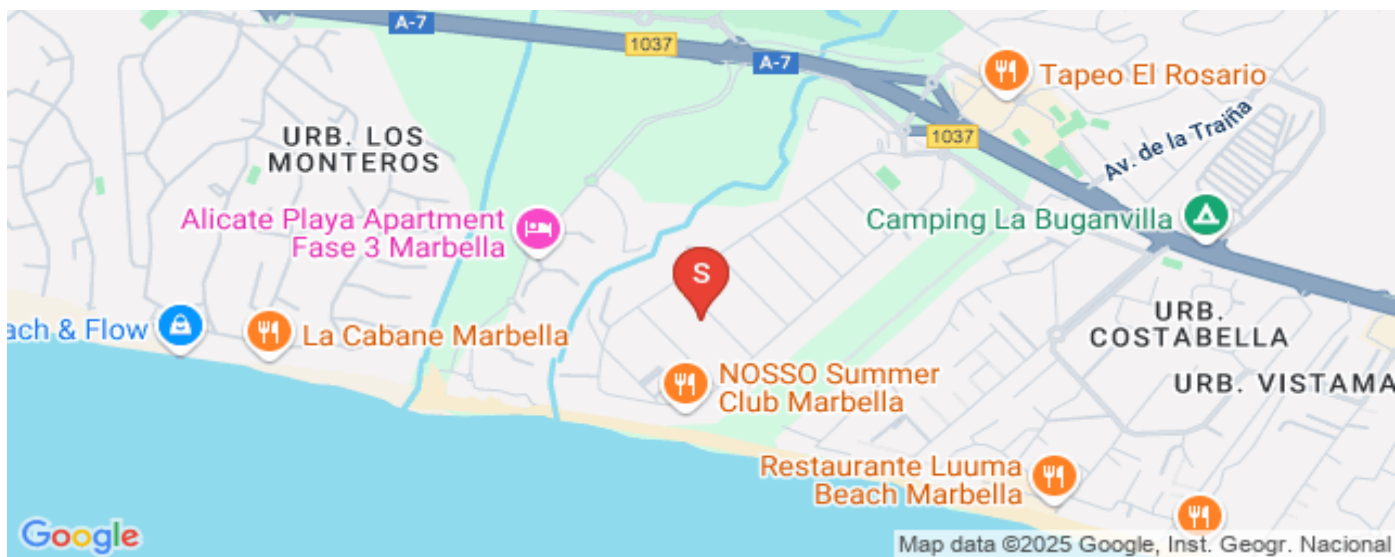 A-7
1037
A-7
Tapeo El Rosario
URB. LOS
MONTEROS
1037
Av. de la Traíña
Alicate Playa Apartment
Fase 3 Marbella
Camping La Buganvilla
S
ach & Flow
La Cabane Marbella
URB.
COSTABELLA
NOSSO Summer
Club Marbella
URB. VISTAMA
Restaurante Luuma
Beach Marbella
Google
Map data ©2025 Google, Inst. Geogr. Nacional